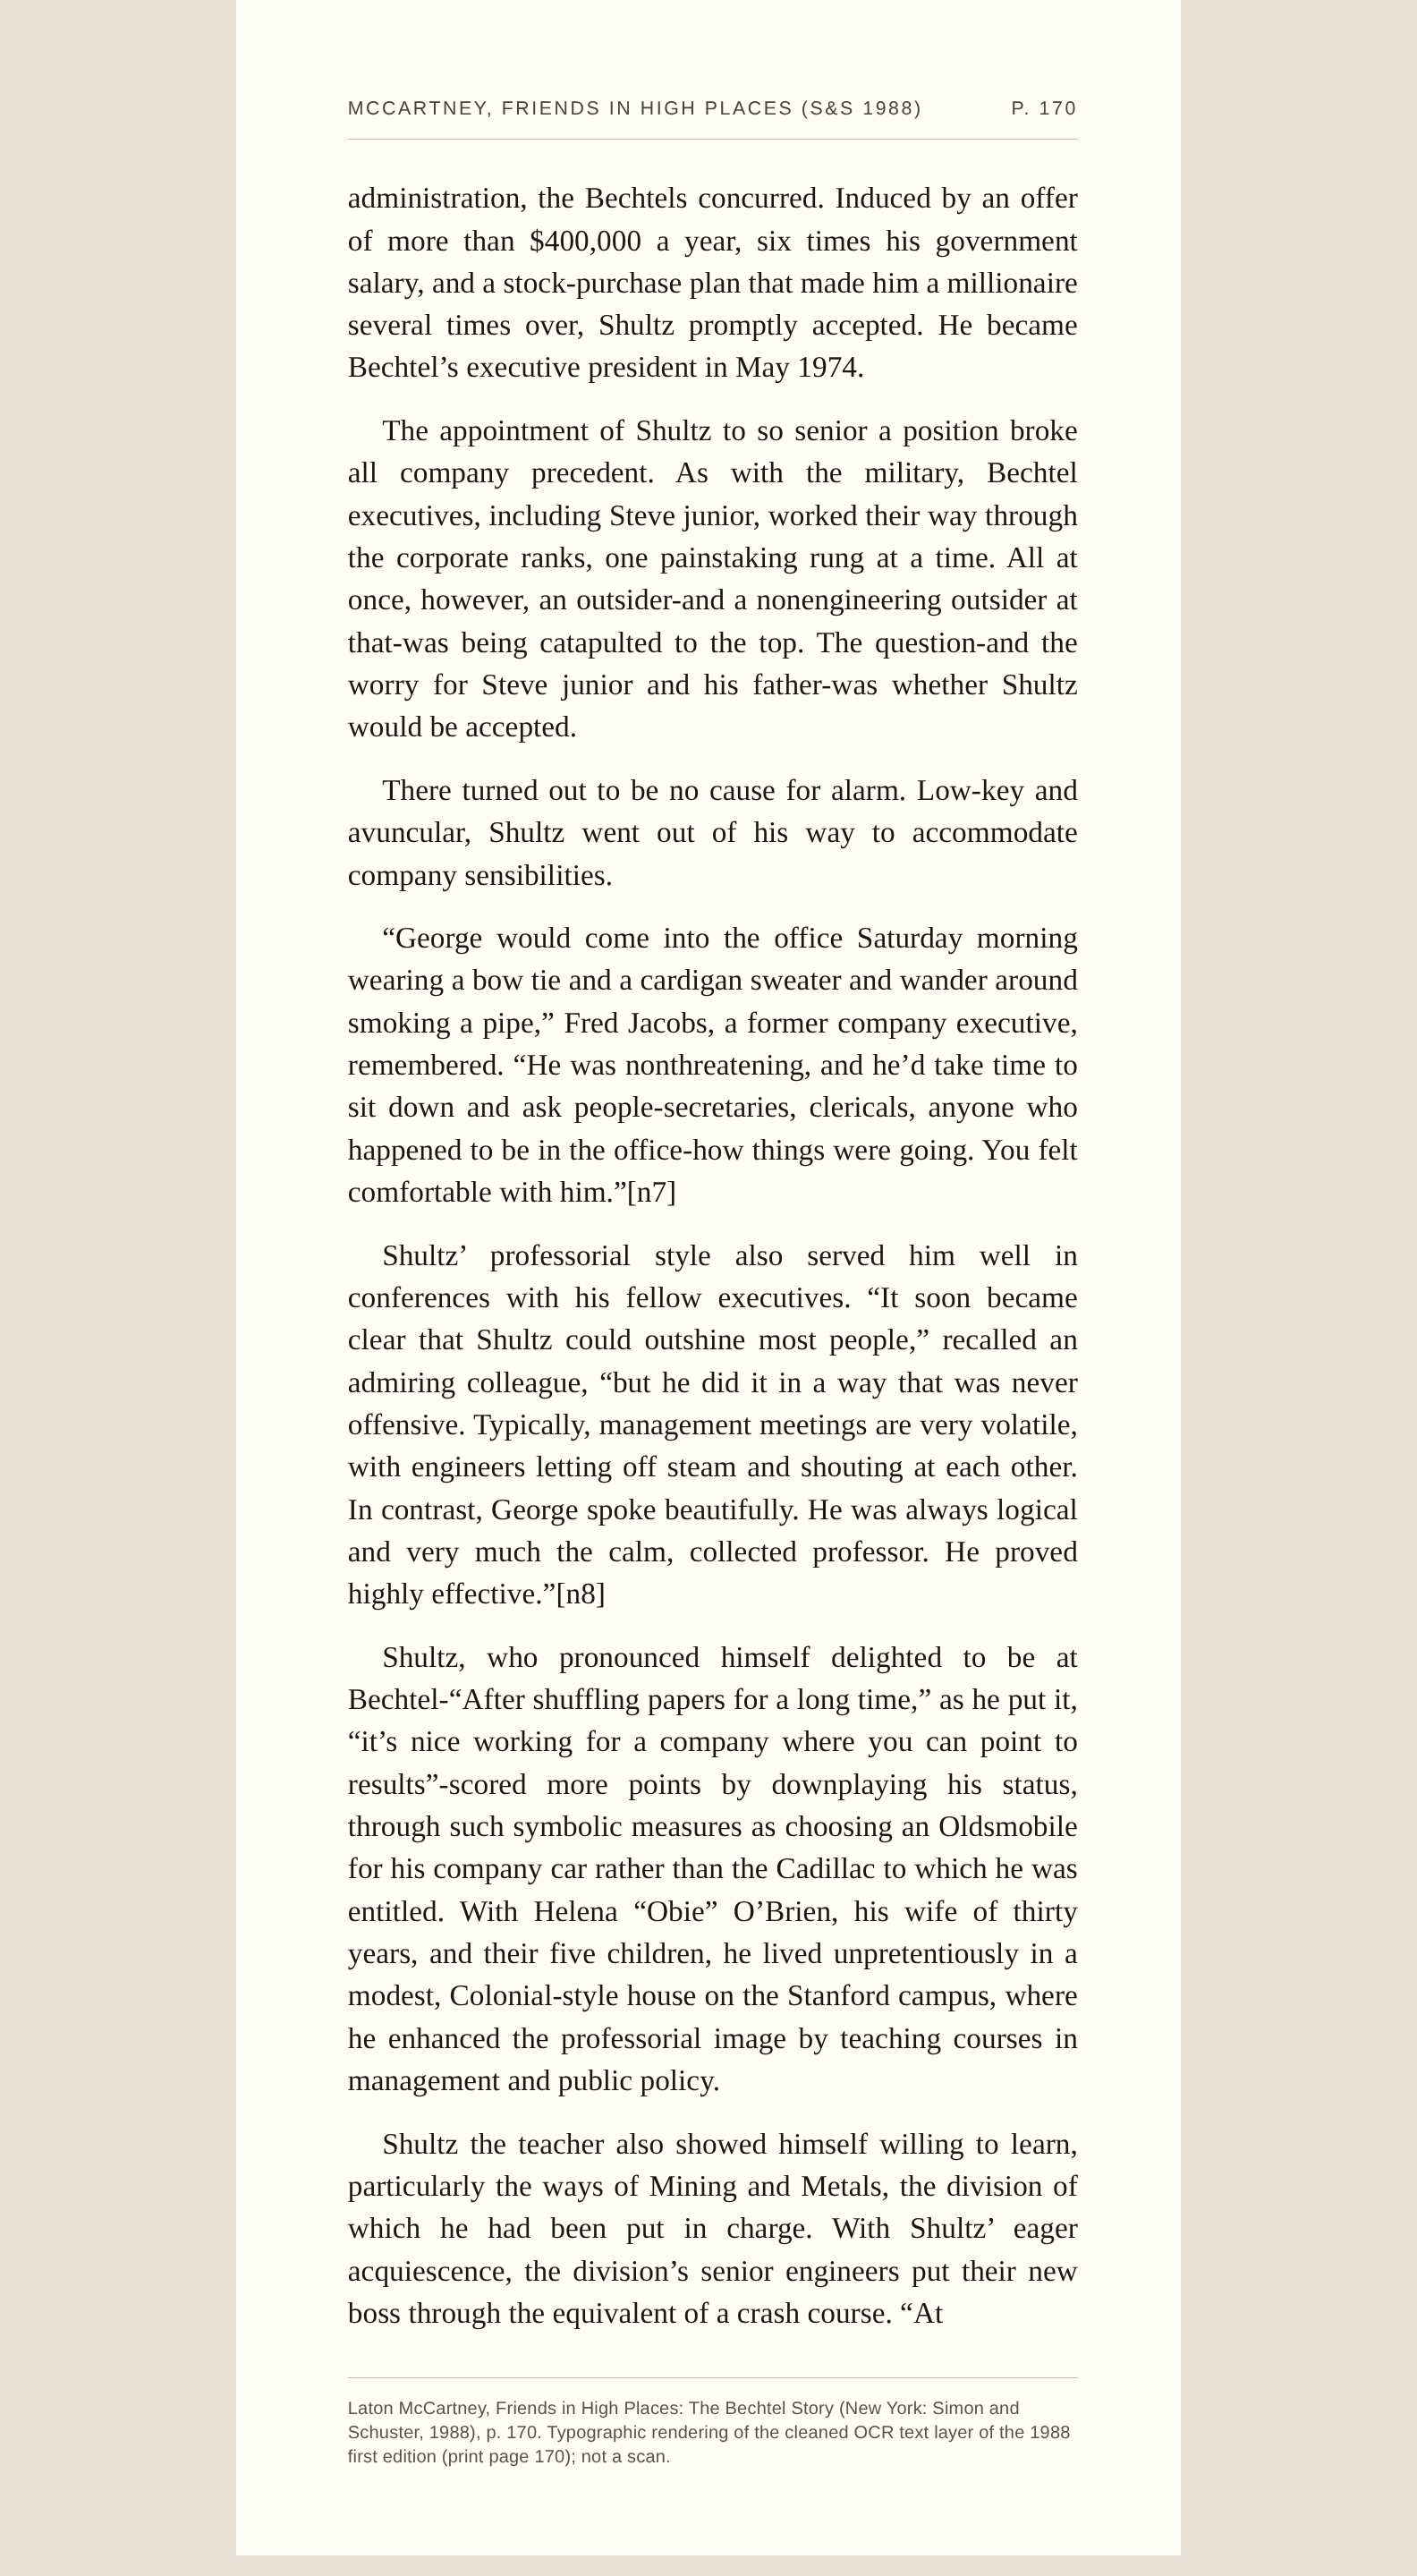 MCCARTNEY, FRIENDS IN HIGH PLACES (S&S 1988) P. 170
administration, the Bechtels concurred. Induced by an offer
of more than $400,000 a year, six times his government
salary, and a stock-purchase plan that made him a millionaire
several times over, Shultz promptly accepted. He became
Bechtel’s executive president in May 1974.
The appointment of Shultz to so senior a position broke
all company precedent. As with the military, Bechtel
executives, including Steve junior, worked their way through
the corporate ranks, one painstaking rung at a time. All at
once, however, an outsider-and a nonengineering outsider at
that-was being catapulted to the top. The question-and the
worry for Steve junior and his father-was whether Shultz
would be accepted.
There turned out to be no cause for alarm. Low-key and
avuncular, Shultz went out of his way to accommodate
company sensibilities.
“George would come into the office Saturday morning
wearing a bow tie and a cardigan sweater and wander around
smoking a pipe,” Fred Jacobs, a former company executive,
remembered. “He was nonthreatening, and he’d take time to
sit down and ask people-secretaries, clericals, anyone who
happened to be in the office-how things were going. You felt
comfortable with him.”[n7]
Shultz’ professorial style also served him well in
conferences with his fellow executives. “It soon became
clear that Shultz could outshine most people,” recalled an
admiring colleague, “but he did it in a way that was never
offensive. Typically, management meetings are very volatile,
with engineers letting off steam and shouting at each other.
In contrast, George spoke beautifully. He was always logical
and very much the calm, collected professor. He proved
highly effective.”[n8]
Shultz, who pronounced himself delighted to be at
Bechtel-“After shuffling papers for a long time,” as he put it,
“it’s nice working for a company where you can point to
results”-scored more points by downplaying his status,
through such symbolic measures as choosing an Oldsmobile
for his company car rather than the Cadillac to which he was
entitled. With Helena “Obie” O’Brien, his wife of thirty
years, and their five children, he lived unpretentiously in a
modest, Colonial-style house on the Stanford campus, where
he enhanced the professorial image by teaching courses in
management and public policy.
Shultz the teacher also showed himself willing to learn,
particularly the ways of Mining and Metals, the division of
which he had been put in charge. With Shultz’ eager
acquiescence, the division’s senior engineers put their new
boss through the equivalent of a crash course. “At
Laton McCartney, Friends in High Places: The Bechtel Story (New York: Simon and
Schuster, 1988), p. 170. Typographic rendering of the cleaned OCR text layer of the 1988
first edition (print page 170); not a scan.